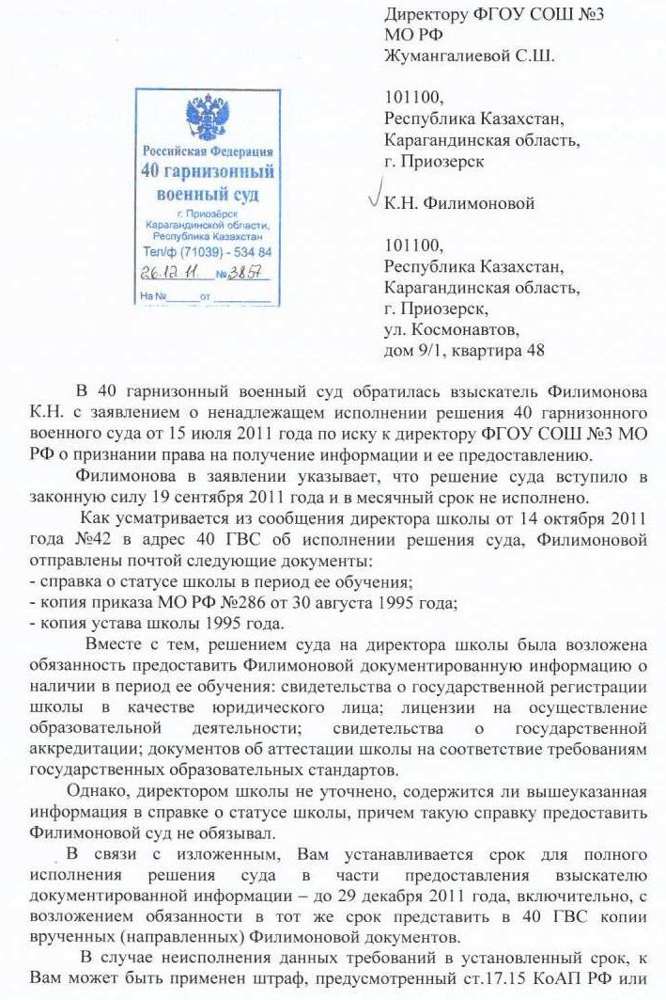 Директору ФГОУ СОШ №3
МО РФ
Жумангалиевой С.Ш.
101100,
Республика Казахстан,
Карагандинская область,
г. Приозерск
К.Н. Филимоновой
101100,
Республика Казахстан,
Карагандинская область,
г. Приозерск,
ул. Космонавтов,
дом 9/1, квартира 48
Российская Федерация
40 гарнизонный
военный суд
г. Приозёрск
Карагандинской области,
Республика Казахстан
Тел/ф (71039) - 534 84
26.12 11 №3857
На №______от________
В 40 гарнизонный военный суд обратилась взыскатель Филимонова
К.Н. с заявлением о ненадлежащем исполнении решения 40 гарнизонного
военного суда от 15 июля 2011 года по иску к директору ФГОУ СОШ №3 МО
РФ о признании права на получение информации и ее предоставлению.
Филимонова в заявлении указывает, что решение суда вступило в
законную силу 19 сентября 2011 года и в месячный срок не исполнено.
Как усматривается из сообщения директора школы от 14 октября 2011
года №42 в адрес 40 ГВС об исполнении решения суда, Филимоновой
отправлены почтой следующие документы:
- справка о статусе школы в период ее обучения;
- копия приказа МО РФ №286 от 30 августа 1995 года;
- копия устава школы 1995 года.
Вместе с тем, решением суда на директора школы была возложена
обязанность предоставить Филимоновой документированную информацию о
наличии в период ее обучения: свидетельства о государственной регистрации
школы в качестве юридического лица; лицензии на осуществление
образовательной деятельности; свидетельства о государственной
аккредитации; документов об аттестации школы на соответствие требованиям
государственных образовательных стандартов.
Однако, директором школы не уточнено, содержится ли вышеуказанная
информация в справке о статусе школы, причем такую справку предоставить
Филимоновой суд не обязывал.
В связи с изложенным, Вам устанавливается срок для полного
исполнения решения суда в части предоставления взыскателю
документированной информации – до 29 декабря 2011 года, включительно, с
возложением обязанности в тот же срок представить в 40 ГВС копии
врученных (направленных) Филимоновой документов.
В случае неисполнения данных требований в установленный срок, к
Вам может быть применен штраф, предусмотренный ст.17.15 КоАП РФ или